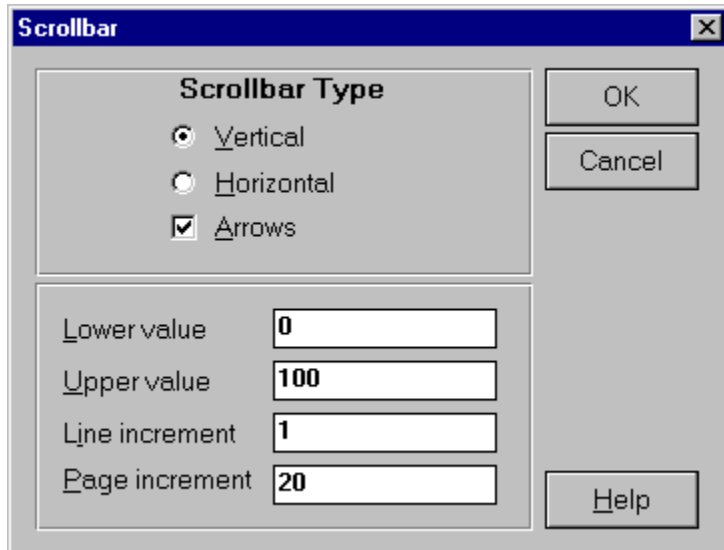 Scrollbar
Scrollbar Type
Vertical
Horizontal
Arrows
OK
Cancel
Lower value 0
Upper value 100
Line increment 1
Page increment 20
Help